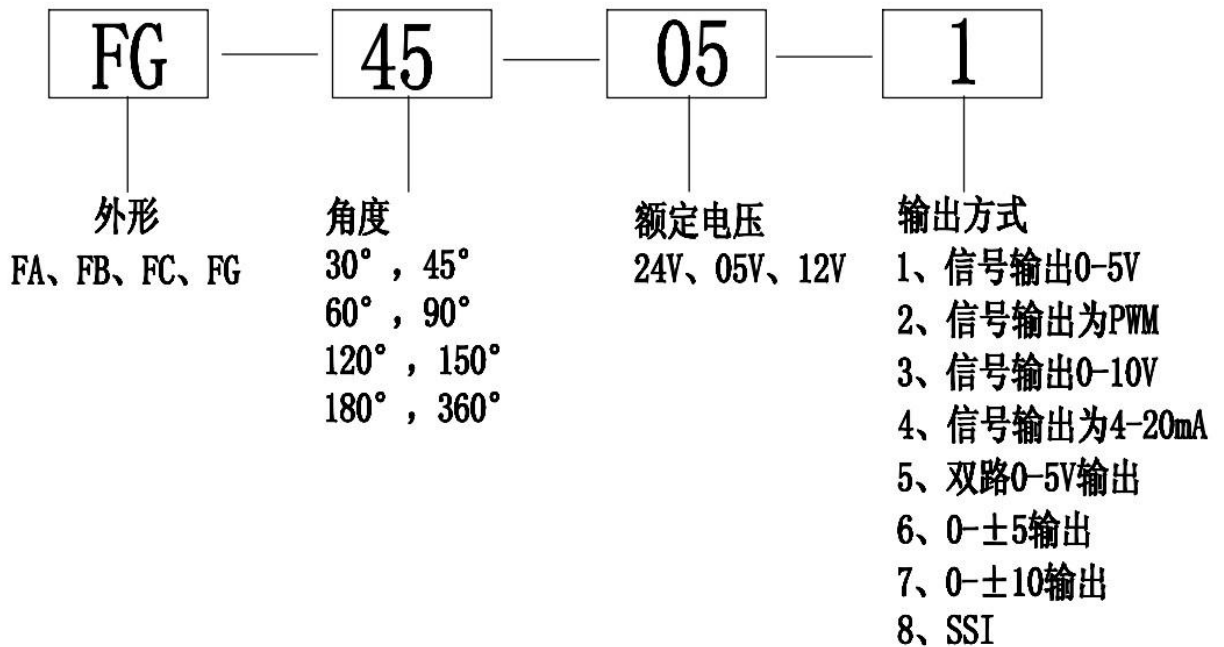 FG — 45 — 05 — 1
外形
FA、FB、FC、FG
角度
30°，45°
60°，90°
120°，150°
180°，360°
额定电压
24V、05V、12V
输出方式
1、信号输出0-5V
2、信号输出为PWM
3、信号输出0-10V
4、信号输出为4-20mA
5、双路0-5V输出
6、0-±5输出
7、0-±10输出
8、SSI